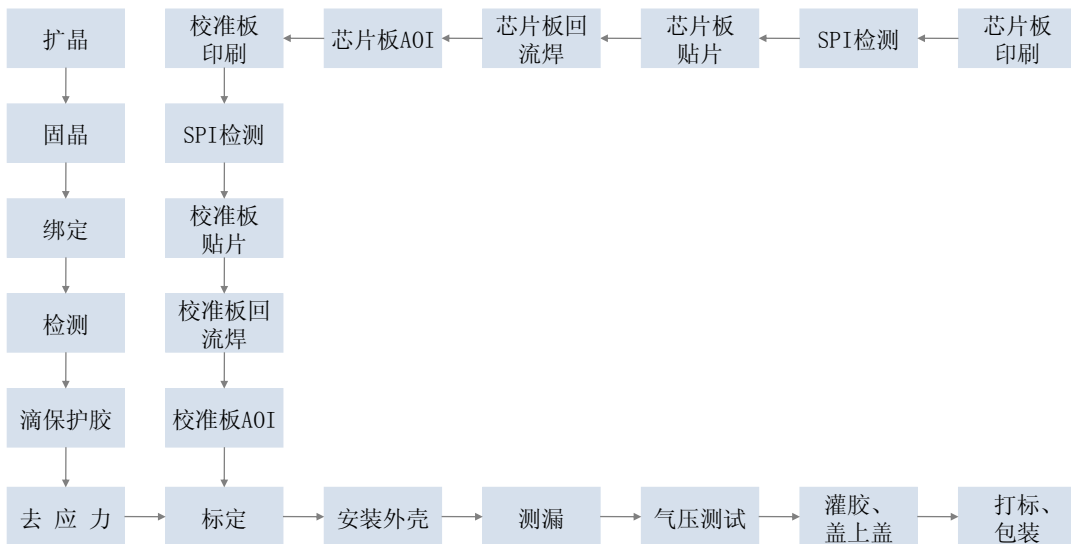 扩晶
校准板
印刷
芯片板AOI
芯片板回
流焊
芯片板
贴片
SPI检测
芯片板
印刷
固晶
SPI检测
绑定
校准板
贴片
检测
校准板回
流焊
滴保护胶
校准板AOI
去 应 力
标定
安装外壳
测漏
气压测试
灌胶、
盖上盖
打标、
包装